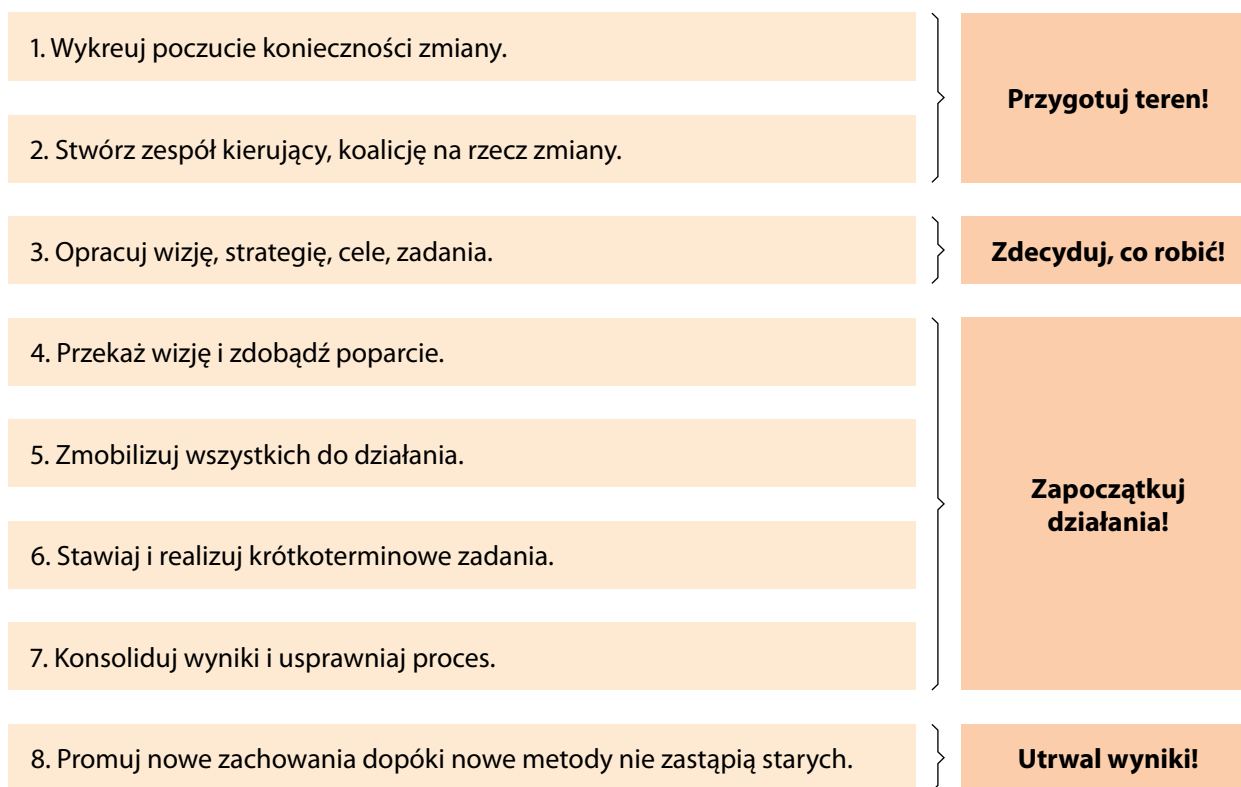 1. Wykreuj poczucie konieczności zmiany.
2. Stwórz zespół kierujący, koalicję na rzecz zmiany.
Przygotuj teren!
3. Opracuj wizję, strategię, cele, zadania.
Zdecyduj, co robić!
4. Przekaż wizję i zdobądź poparcie.
5. Zmobilizuj wszystkich do działania.
6. Stawiaj i realizuj krótkoterminowe zadania.
7. Konsoliduj wyniki i usprawniaj proces.
Zapoczątkuj
działania!
8. Promuj nowe zachowania dopóki nowe metody nie zastąpią starych.
Utrwal wyniki!